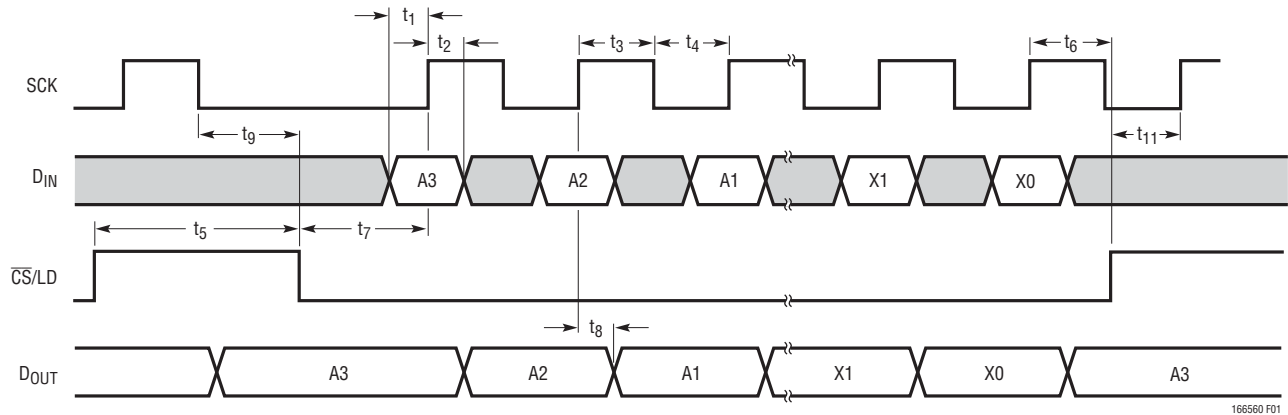 t1
t2
t3
t4
t6
SCK
t9
t11
DIN
A3
A2
A1
X1
X0
t5
t7
CS/LD
t8
DOUT
A3
A2
A1
X1
X0
A3
166560 F01